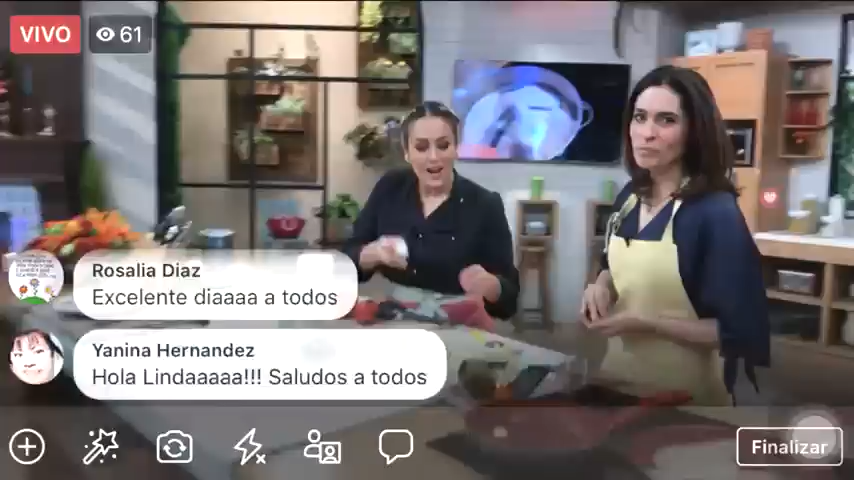 VIVO
61
Rosalia Diaz
Excelente diaaaa a todos
Yanina Hernandez
Hola Lindaaaaa!!! Saludos a todos
Finalizar